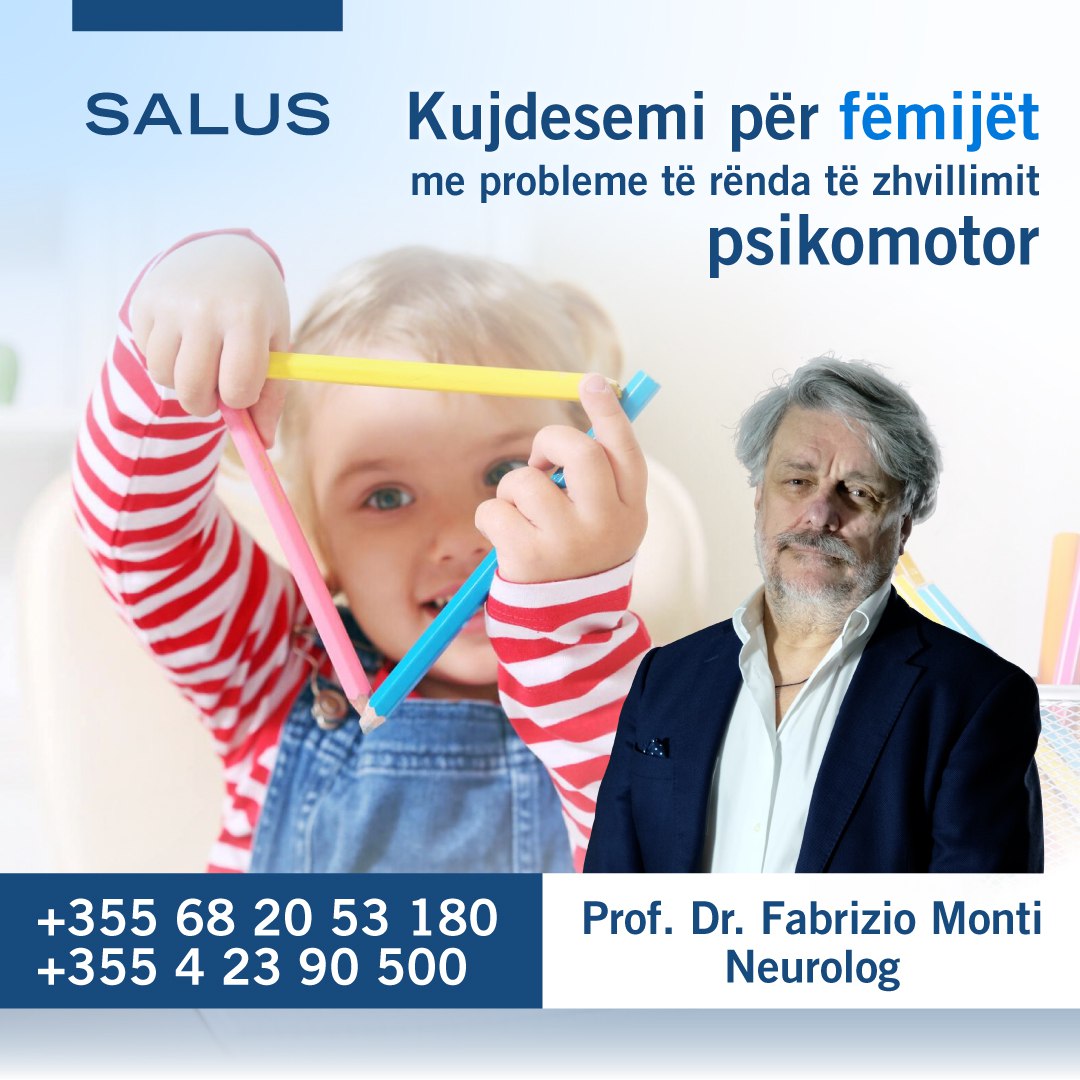 SALUS
Kujdesemi për fëmijët
me probleme të rënda të zhvillimit
psikomotor
+355 68 20 53 180
+355 4 23 90 500
Prof. Dr. Fabrizio Monti
Neurolog